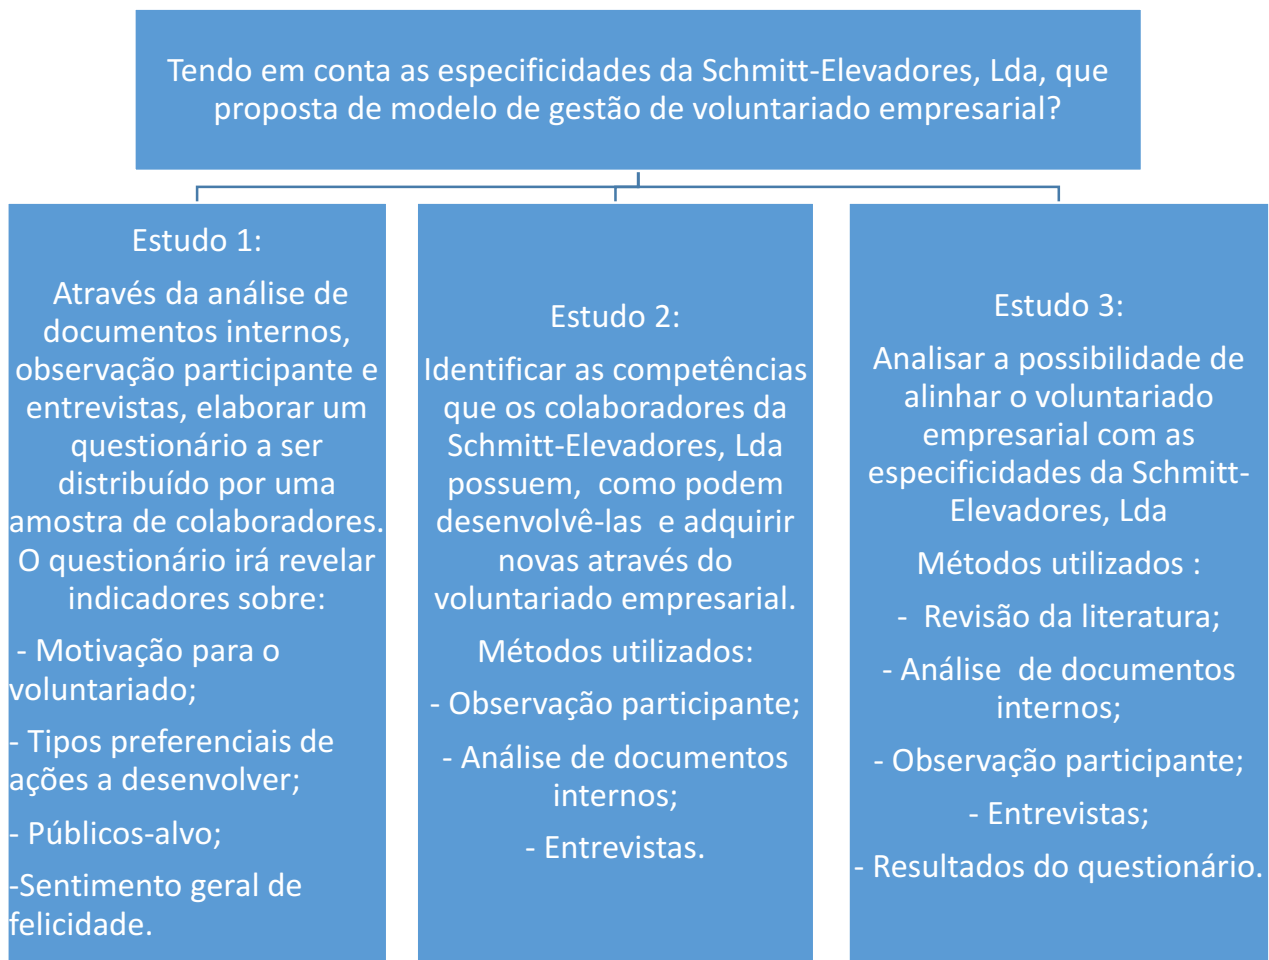 Tendo em conta as especificidades da Schmitt-Elevadores, Lda, que
proposta de modelo de gestão de voluntariado empresarial?
Estudo 1:
Através da análise de
documentos internos,
observação participante e
entrevistas, elaborar um
questionário a ser
distribuído por uma
amostra de colaboradores.
O questionário irá revelar
indicadores sobre:
- Motivação para o
voluntariado;
- Tipos preferenciais de
ações a desenvolver;
- Públicos-alvo;
-Sentimento geral de
felicidade.
Estudo 2:
Identificar as competências
que os colaboradores da
Schmitt-Elevadores, Lda
possuem, como podem
desenvolvê-las e adquirir
novas através do
voluntariado empresarial.
Métodos utilizados:
- Observação participante;
- Análise de documentos
internos;
- Entrevistas.
Estudo 3:
Analisar a possibilidade de
alinhar o voluntariado
empresarial com as
especificidades da Schmitt-
Elevadores, Lda
Métodos utilizados :
- Revisão da literatura;
- Análise de documentos
internos;
- Observação participante;
- Entrevistas;
- Resultados do questionário.